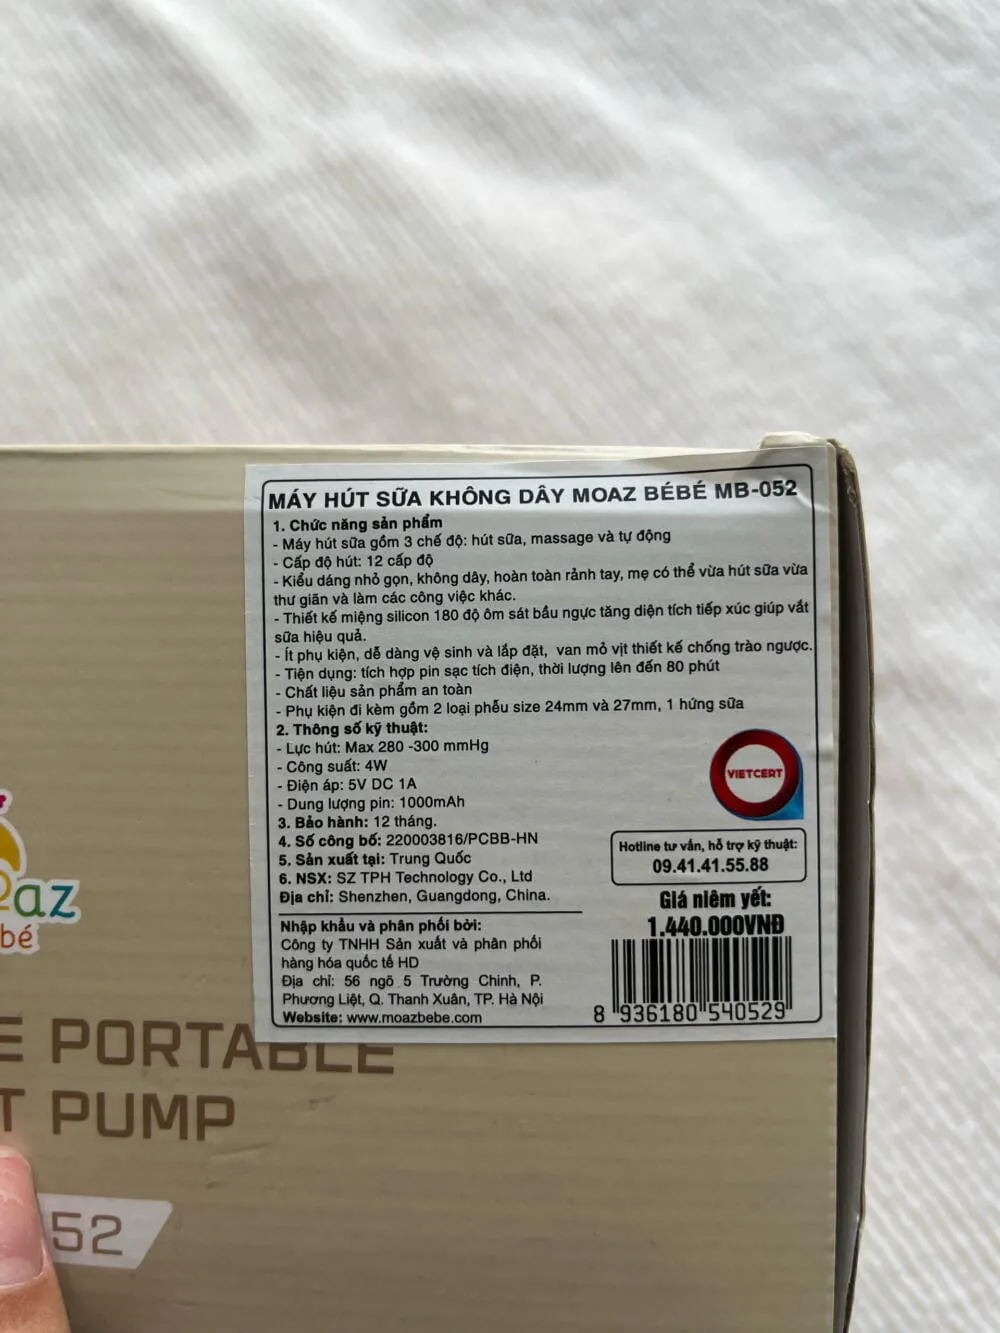 MÁY HÚT SỮA KHÔNG DÂY MOAZ BÉBÉ MB-052
1. Chức năng sản phẩm
- Máy hút sữa gồm 3 chế độ: hút sữa, massage và tự động
- Cấp độ hút: 12 cấp độ
- Kiểu dáng nhỏ gọn, không dây, hoàn toàn rảnh tay, mẹ có thể vừa hút sữa vừa
thư giãn và làm các công việc khác.
- Thiết kế miệng silicon 180 độ ôm sát bầu ngực tăng diện tích tiếp xúc giúp vắt
sữa hiệu quả.
- Ít phụ kiện, dễ dàng vệ sinh và lắp đặt, van mỏ vịt thiết kế chống trào ngược.
- Tiện dụng: tích hợp pin sạc tích điện, thời lượng lên đến 80 phút
- Chất liệu sản phẩm an toàn
- Phụ kiện đi kèm gồm 2 loại phễu size 24mm và 27mm, 1 hứng sữa
2. Thông số kỹ thuật:
- Lực hút: Max 280 -300 mmHg
- Công suất: 4W
- Điện áp: 5V DC 1A
- Dung lượng pin: 1000mAh
3. Bảo hành: 12 tháng.
4. Số công bố: 220003816/PCBB-HN
5. Sản xuất tại: Trung Quốc
6. NSX: SZ TPH Technology Co., Ltd
Địa chỉ: Shenzhen, Guangdong, China.
VIETCERT
Hotline tư vấn, hỗ trợ kỹ thuật:
09.41.41.55.88
Giá niêm yết:
1.440.000VNĐ
8 936180 540529
Nhập khẩu và phân phối bởi:
Công ty TNHH Sản xuất và phân phối
hàng hóa quốc tế HD
Địa chỉ: 56 ngõ 5 Trường Chinh, P.
Phương Liệt, Q. Thanh Xuân, TP. Hà Nội
Website: www.moazbebe.com
az
bé
E PORTABLE
T PUMP
52